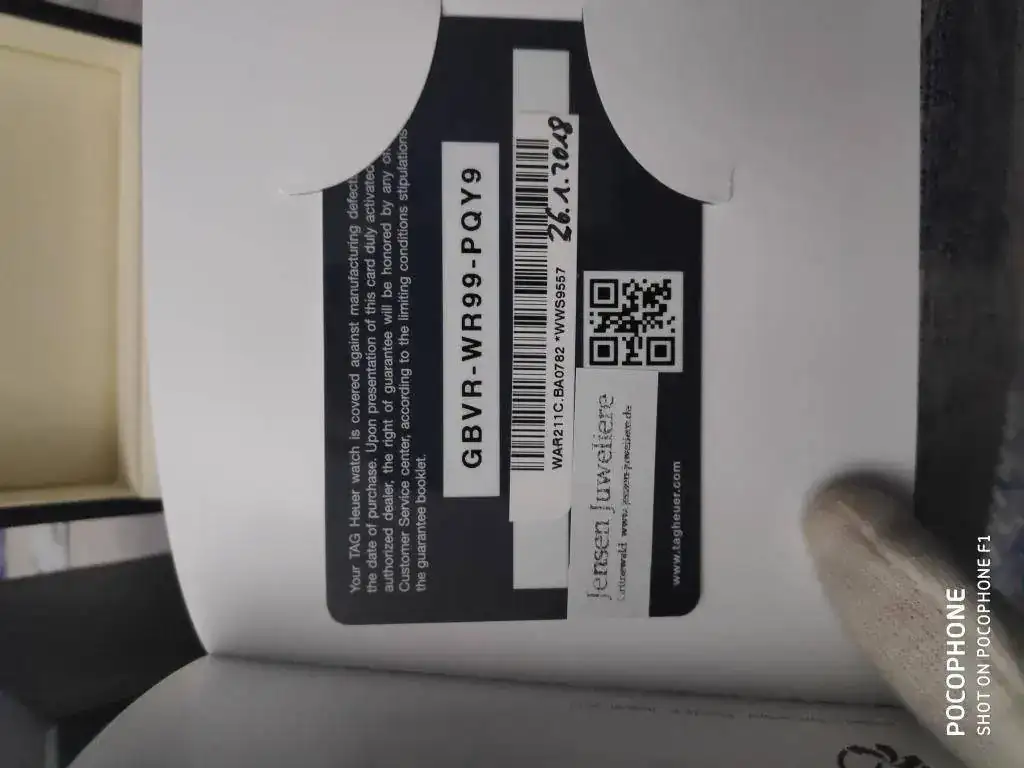 Your TAG Heuer watch is covered against manufacturing
the date of purchase. Upon presentation of this card duly activated
authorized dealer, the right of guarantee will be honored by any
Customer Service center, according to the limiting conditions stipulations
the guarantee booklet.
GBVR-WR99-PQY9
26.1.2018
WAR211C.BA0782 *WWS9557
Jensen Juweliere
www.tagheuer.com
POCOPHONE
SHOT ON POCOPHONE F1